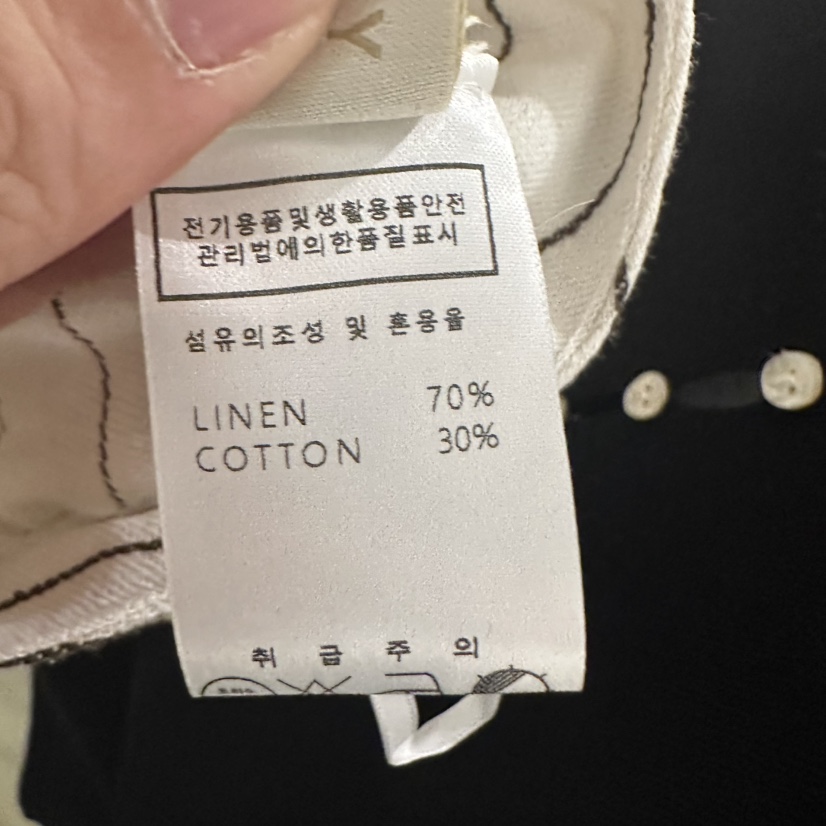 Y
전기용품및생활용품안전
관리법에의한품질표시
섬유의조성 및 혼용율
LINEN 70%
COTTON 30%
취급주의